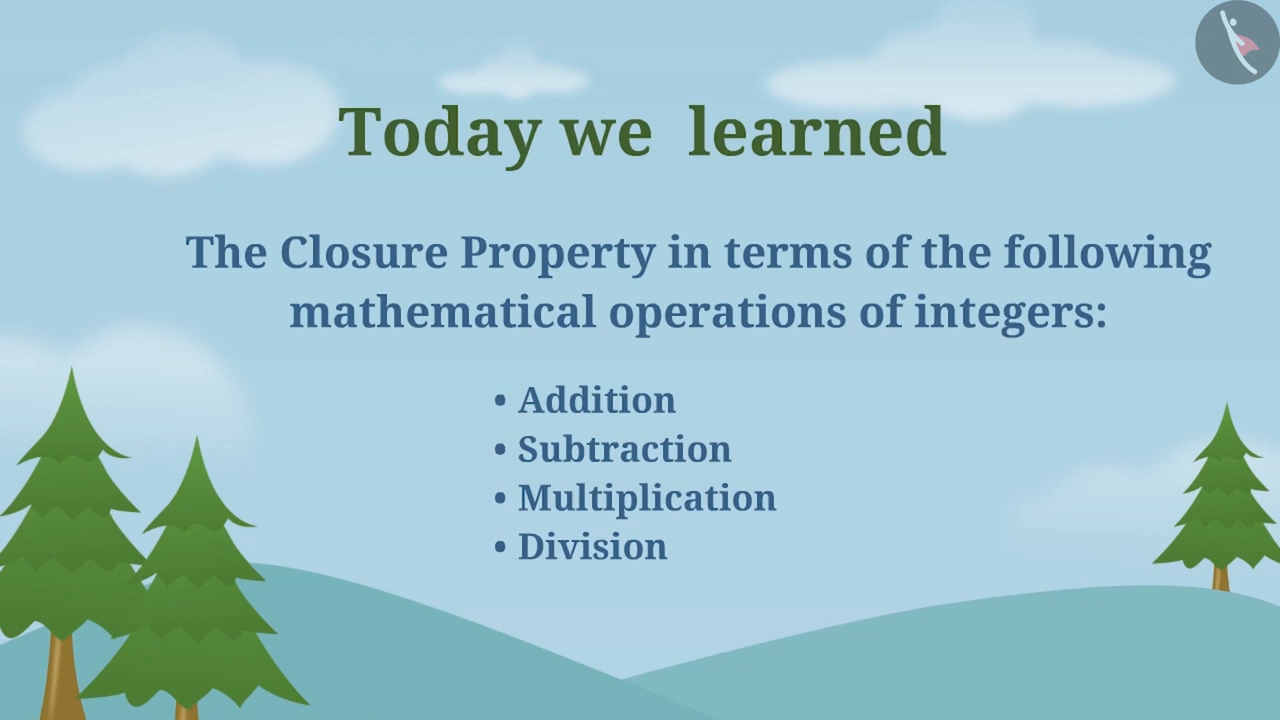 Today we learned
The Closure Property in terms of the following
mathematical operations of integers:
• Addition
• Subtraction
• Multiplication
• Division